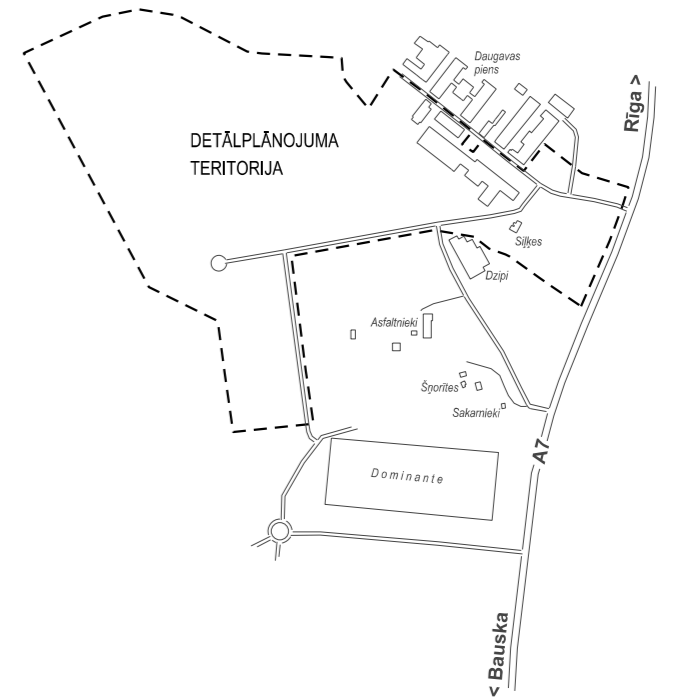 Daugavas
piens
Rīga >
DETĀLPLĀNOJUMA
TERITORIJA
Siļķes
Dzipi
Asfaltnieki
Šņorītes
Sakarnieki
A7
Dominante
< Bauska